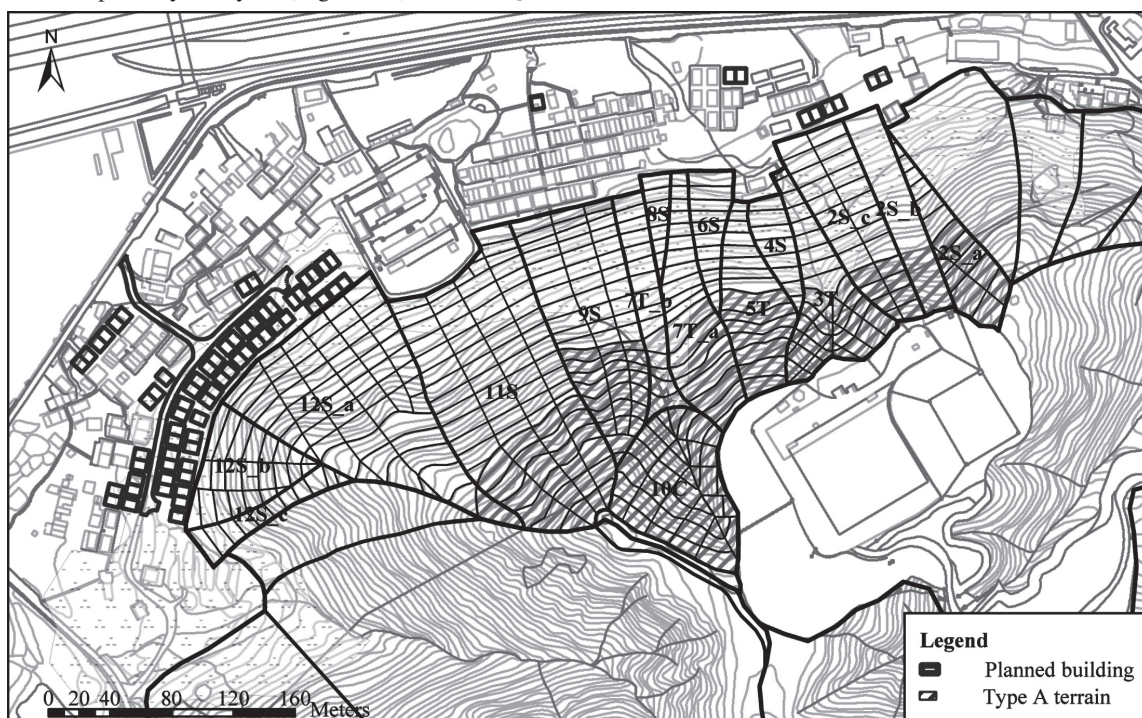 N
8S
6S
4S
2S_c
2S_b
2S_a
9S
7T_b
7T_a
5T
3T
12S_a
11S
10C
12S_b
12S_c
0 20 40 80 120 160
Meters
Legend
Planned building
Type A terrain